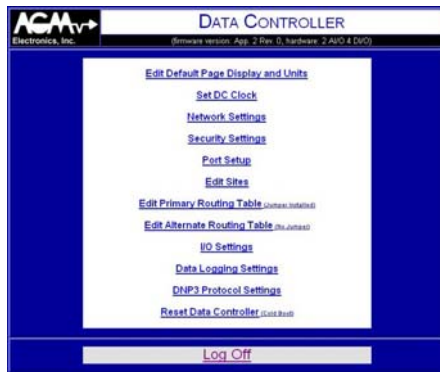 AGM
Electronics, Inc.
DATA CONTROLLER
(firmware version: App. 2 Rev. 0, hardware: 2 AI/O 4 DI/O)
Edit Default Page Display and Units
Set DC Clock
Network Settings
Security Settings
Port Setup
Edit Sites
Edit Primary Routing Table (Jumper Installed)
Edit Alternate Routing Table (No Jumper)
I/O Settings
Data Logging Settings
DNP3 Protocol Settings
Reset Data Controller (Cold Boot)
Log Off